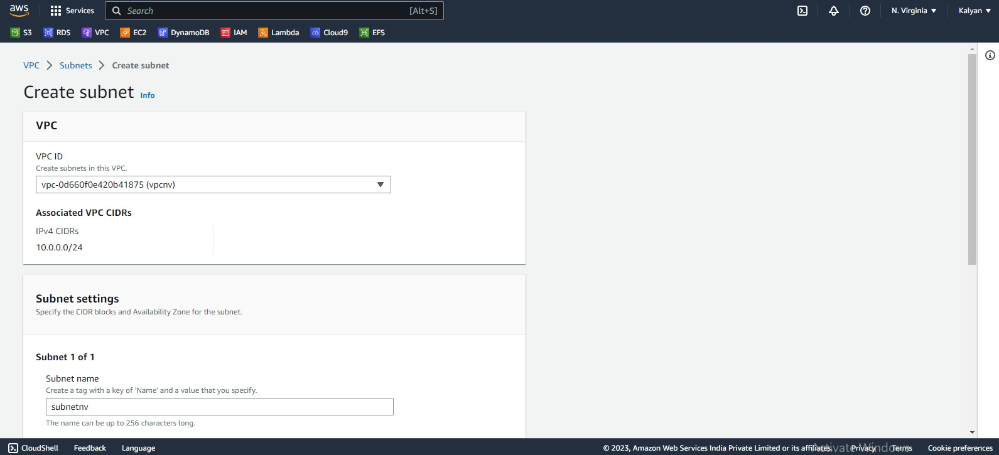 aws Services Search [Alt+S] N. Virginia Kalyan
S3 RDS VPC EC2 DynamoDB IAM Lambda Cloud9 EFS
VPC Subnets Create subnet
Create subnet Info
VPC
VPC ID
Create subnets in this VPC.
vpc-0d660f0e420b41875 (vpcnv)
Associated VPC CIDRs
IPv4 CIDRs
10.0.0.0/24
Subnet settings
Specify the CIDR blocks and Availability Zone for the subnet.
Subnet 1 of 1
Subnet name
Create a tag with a key of 'Name' and a value that you specify.
subnetnv
The name can be up to 256 characters long.
CloudShell Feedback Language © 2023, Amazon Web Services India Private Limited or its affiliates. Privacy Terms Cookie preferences
Activate Windows